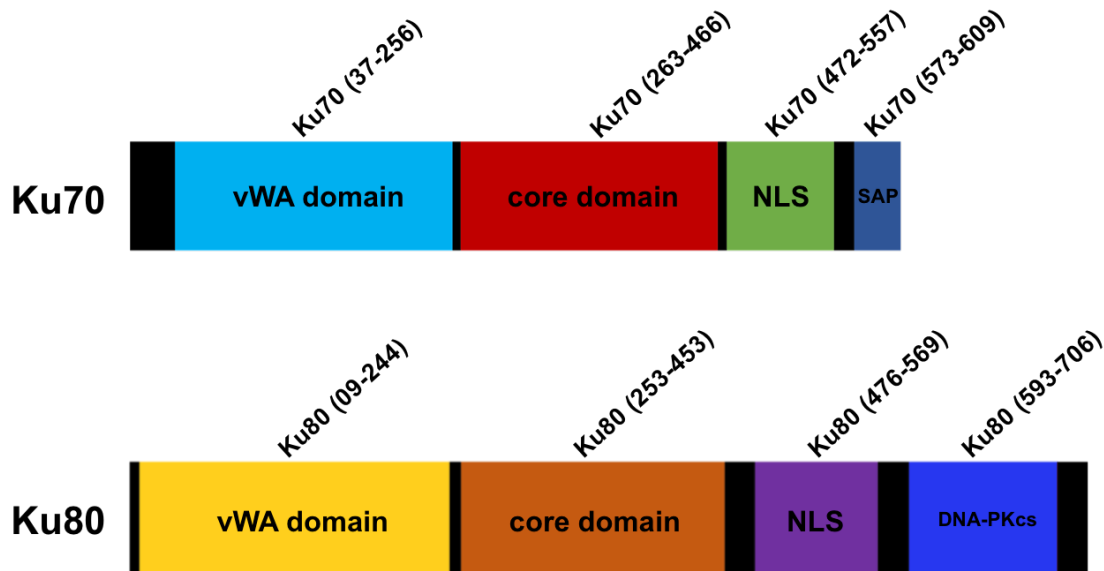 Ku70 (37-256)
Ku70 (263-466)
Ku70 (472-557)
Ku70 (573-609)
Ku70
vWA domain
core domain
NLS
SAP
Ku80 (09-244)
Ku80 (253-453)
Ku80 (476-569)
Ku80 (593-706)
Ku80
vWA domain
core domain
NLS
DNA-PKcs